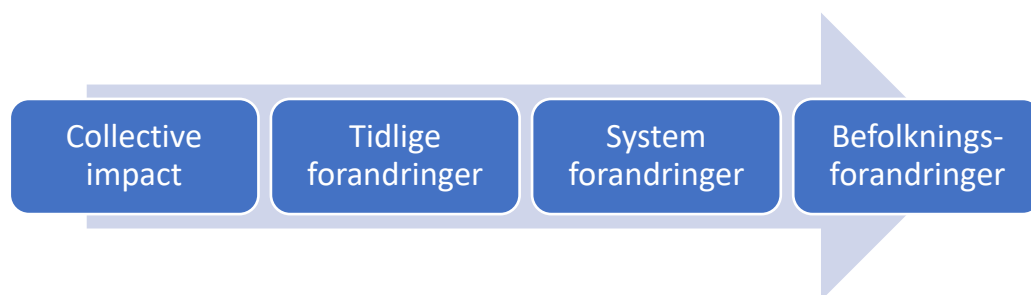 Collective
impact
Tidlige
forandringer
System
forandringer
Befolknings-
forandringer